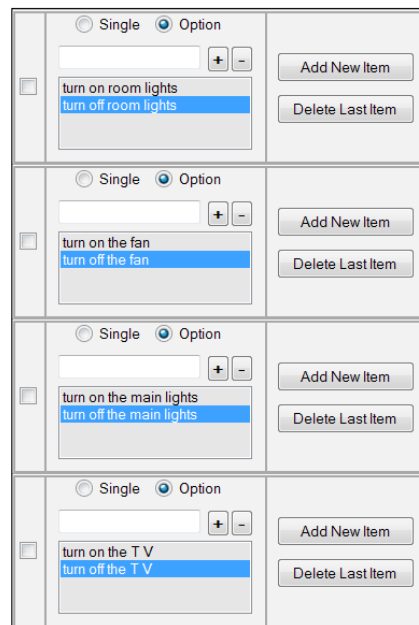 Single Option
+ -
turn on room lights
turn off room lights
Add New Item
Delete Last Item
Single Option
+ -
turn on the fan
turn off the fan
Add New Item
Delete Last Item
Single Option
+ -
turn on the main lights
turn off the main lights
Add New Item
Delete Last Item
Single Option
+ -
turn on the T V
turn off the T V
Add New Item
Delete Last Item